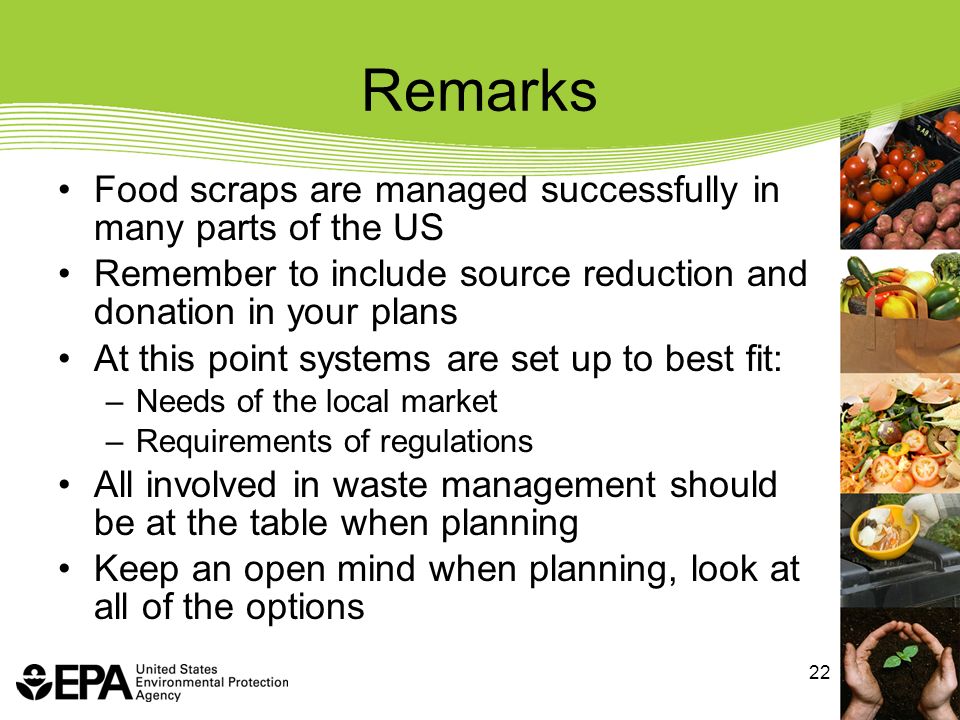 Remarks
• Food scraps are managed successfully in
many parts of the US
• Remember to include source reduction and
donation in your plans
• At this point systems are set up to best fit:
– Needs of the local market
– Requirements of regulations
• All involved in waste management should
be at the table when planning
• Keep an open mind when planning, look at
all of the options
EPA
United States
Environmental Protection
Agency
22